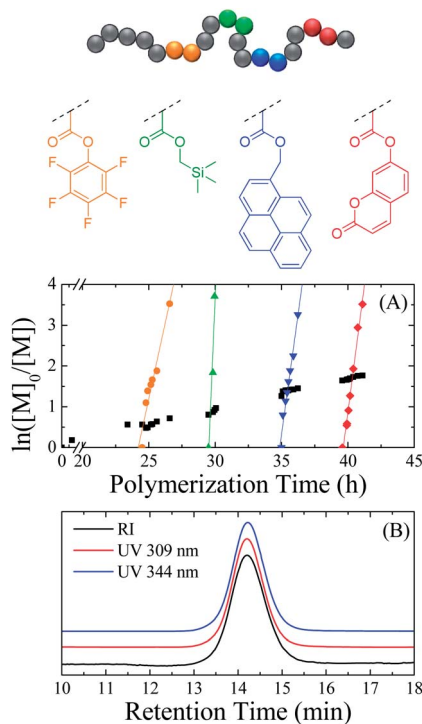 O O O O O O O O
F F
Si
F F
F
O O
(A)
4
3
2
1
0
ln([M]0/[M])
0 20 25 30 35 40 45
Polymerization Time (h)
(B)
RI
UV 309 nm
UV 344 nm
10 11 12 13 14 15 16 17 18
Retention Time (min)